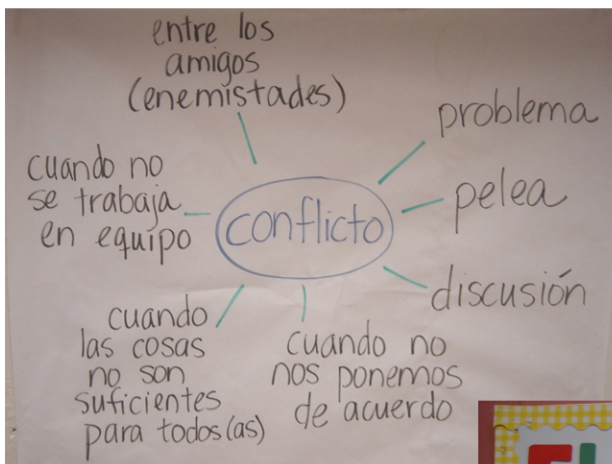 entre los
amigos
(enemistades)
problema
pelea
discusión
cuando no
nos ponemos
de acuerdo
cuando
las cosas
no son
suficientes
para todos(as)
cuando no
se trabaja
en equipo
conflicto